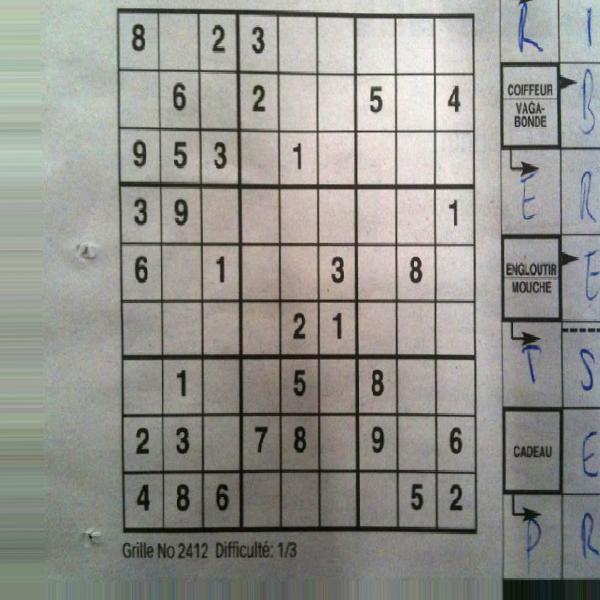 8 2 3
6 2 5 4
9 5 3 1
3 9 1
6 1 3 8
2 1
1 5 8
2 3 7 8 9 6
4 8 6 5 2
Grille No 2412 Difficulté: 1/3
R I
COIFFEUR
VAGA-
BONDE
B
E R
ENGLOUTIR
MOUCHE
E
T S
CADEAU
E
P R